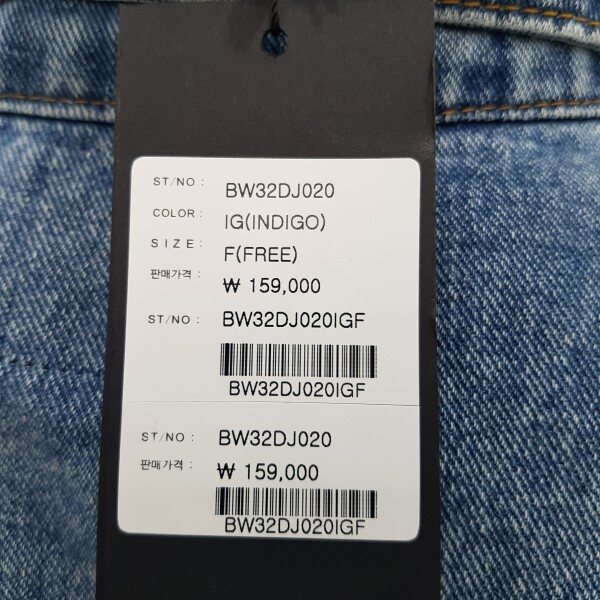 ST/NO : BW32DJ020
COLOR: IG(INDIGO)
SIZE: F(FREE)
판매가격: ₩ 159,000
ST/NO : BW32DJ020IGF
BW32DJ020IGF
ST/NO : BW32DJ020
판매가격: ₩ 159,000
BW32DJ020IGF